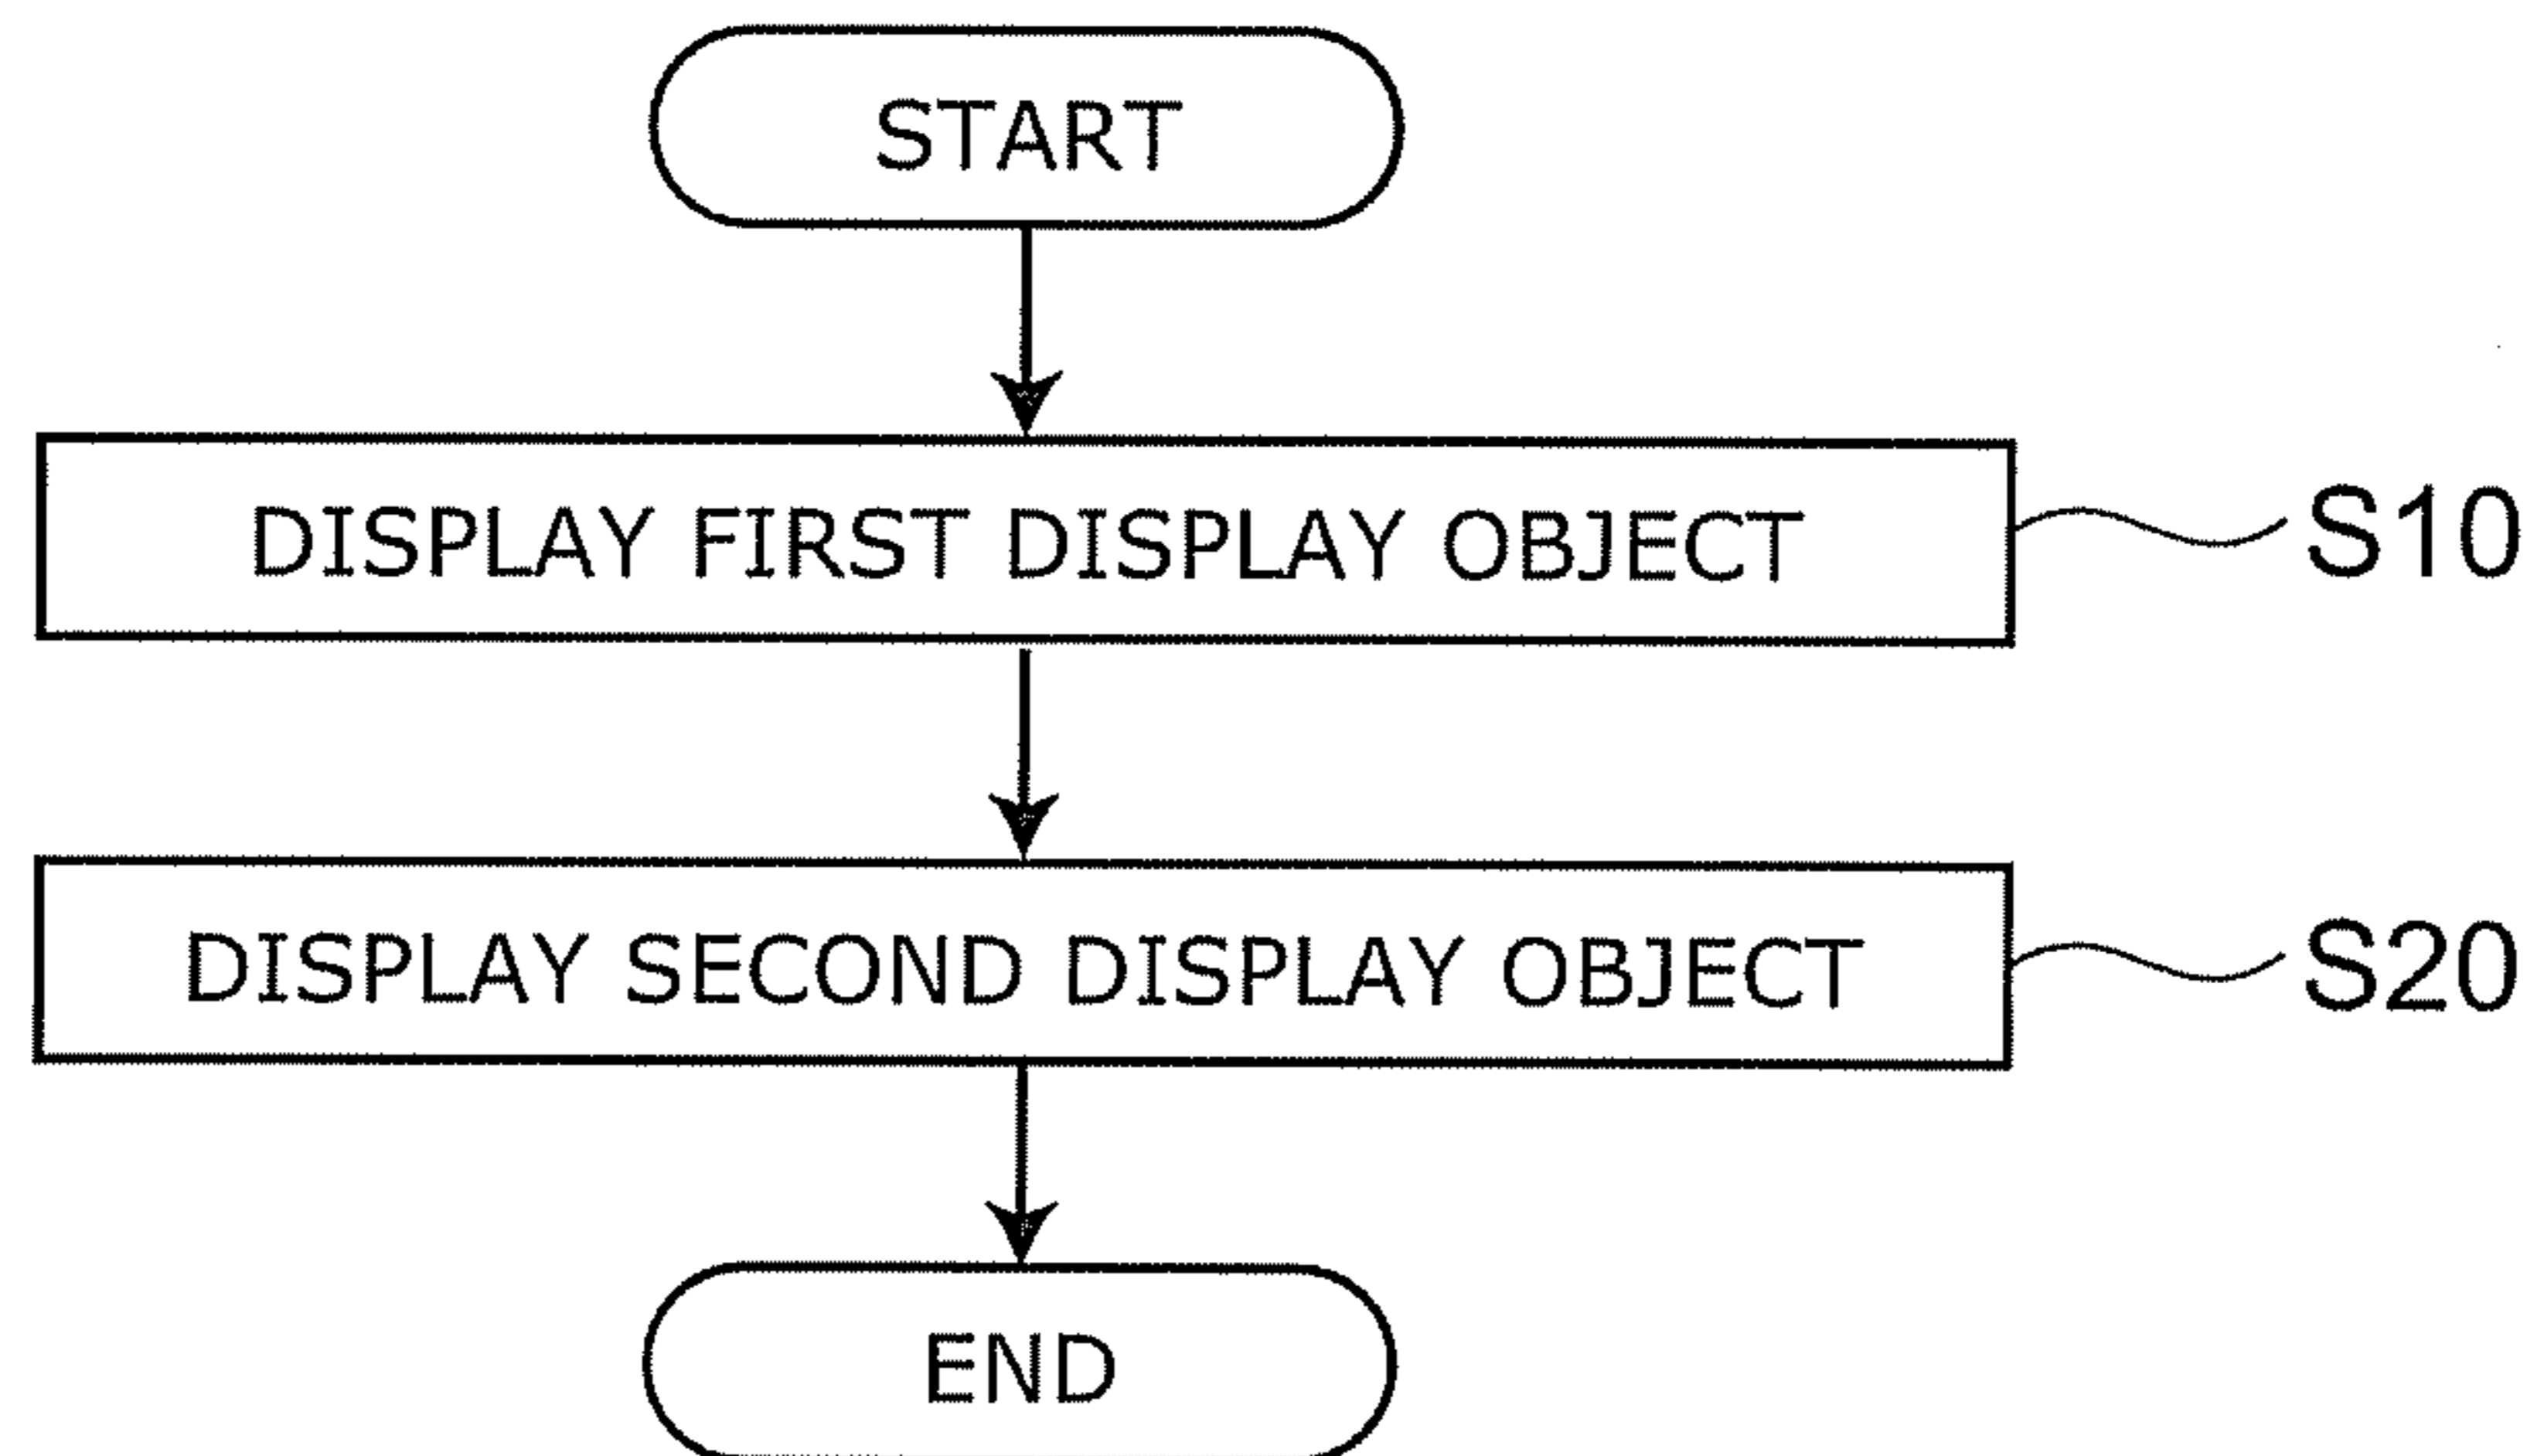 START
DISPLAY FIRST DISPLAY OBJECT
S10
DISPLAY SECOND DISPLAY OBJECT
S20
END